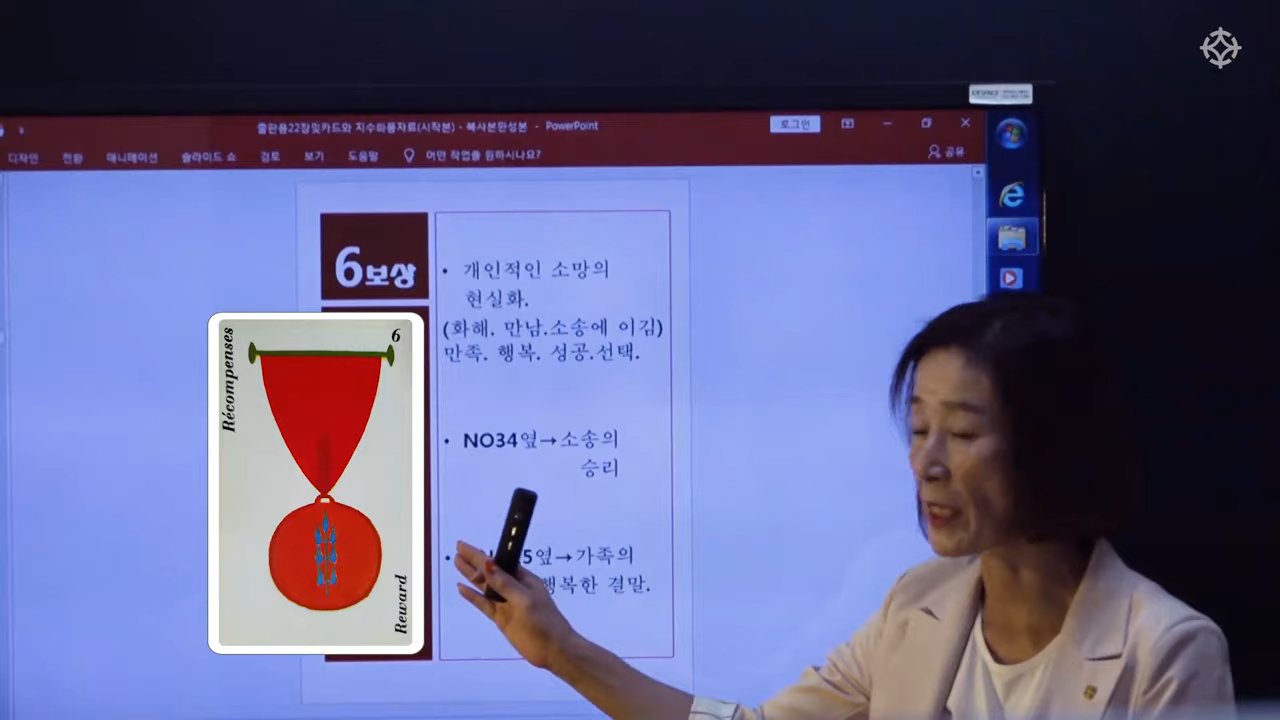 출판용22장및카드와 지수화풍자료(시작본) - 복사본만성본 - PowerPoint
로그인
디자인 전환 애니메이션 슬라이드 쇼 검토 보기 도움말 어떤 작업을 원하시나요?
공유
6보상
• 개인적인 소망의
현실화.
(화해. 만남.소송에 이김)
만족. 행복. 성공.선택.
• NO34옆→소송의
승리
5옆→가족의
행복한 결말.
Récompenses
6
Reward